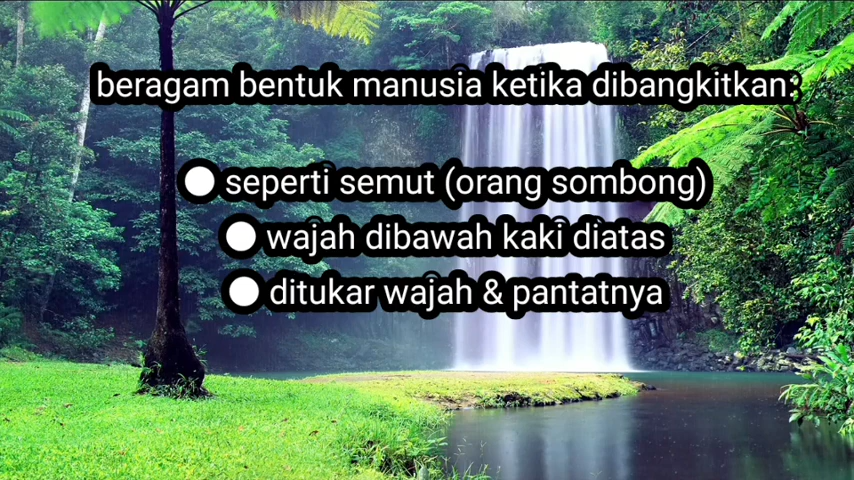 beragam bentuk manusia ketika dibangkitkan:
● seperti semut (orang sombong)
● wajah dibawah kaki diatas
● ditukar wajah & pantatnya